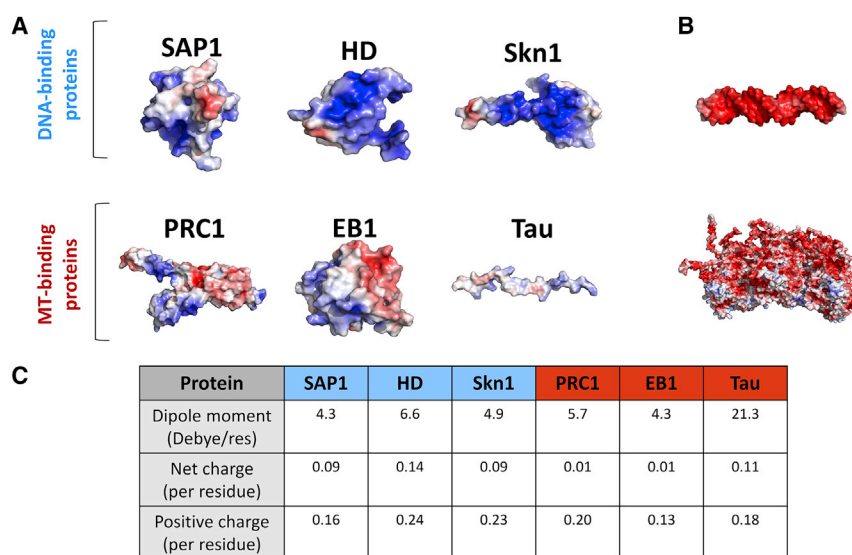 A
B
DNA-binding
proteins
SAP1
HD
Skn1
MT-binding
proteins
PRC1
EB1
Tau
C
Protein SAP1 HD Skn1 PRC1 EB1 Tau
Dipole moment
(Debye/res) 4.3 6.6 4.9 5.7 4.3 21.3
Net charge
(per residue) 0.09 0.14 0.09 0.01 0.01 0.11
Positive charge
(per residue) 0.16 0.24 0.23 0.20 0.13 0.18